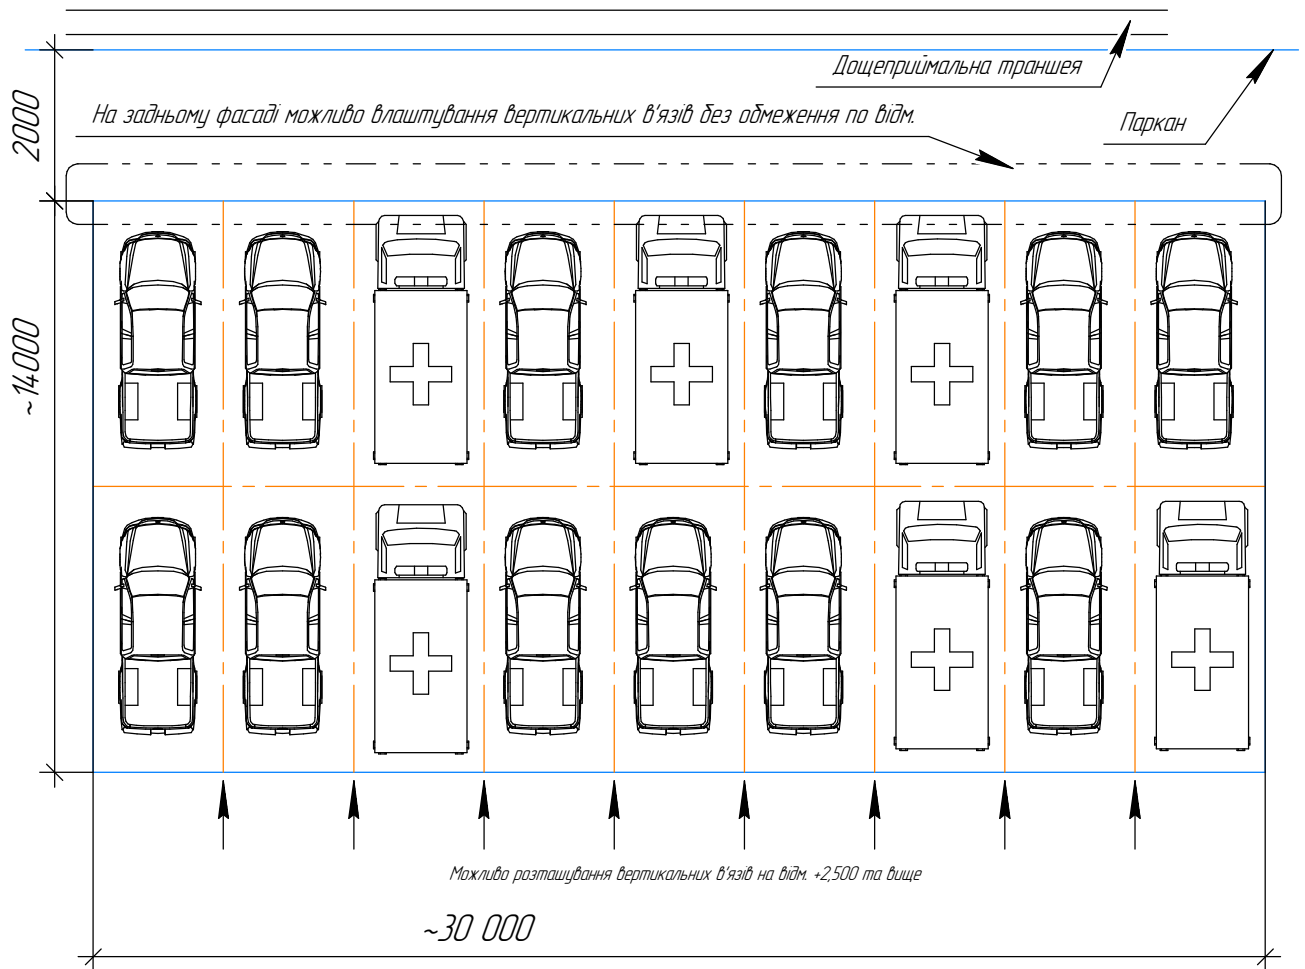 Дощеприймальна траншея
На задньому фасаді можливо влаштування вертикальних в'язів без обмеження по відм.
Паркан
2000
~14000
Можливо розташування вертикальних в'язів на відм. +2,500 та вище
~30 000